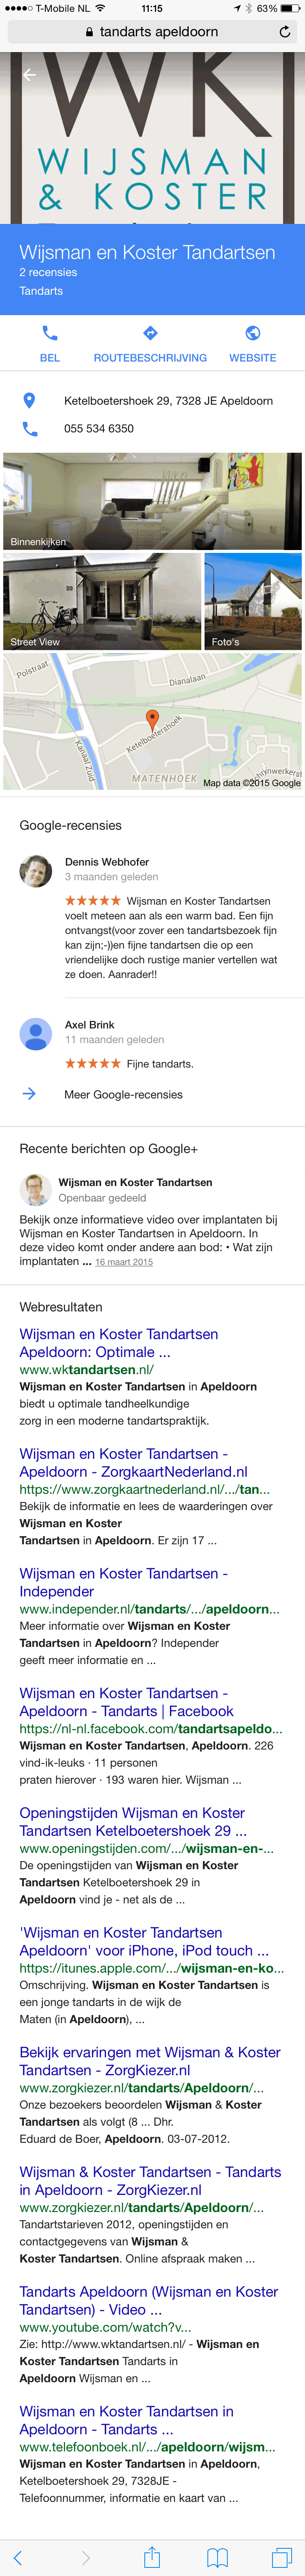 T-Mobile NL 11:15 63%
tandarts apeldoorn
WK
WIJSMAN
& KOSTER
Wijsman en Koster Tandartsen
2 recensies
Tandarts
BEL ROUTEBESCHRIJVING WEBSITE
Ketelboetershoek 29, 7328 JE Apeldoorn
055 534 6350
Binnenkijken
Street View
Foto's
Polstraat
Dianalaan
Ketelboetershoek
Kanaal Zuid
MATENHOEK
Map data ©2015 Google
Google-recensies
Dennis Webhofer
3 maanden geleden
★★★★★ Wijsman en Koster Tandartsen
voelt meteen aan als een warm bad. Een fijn
ontvangst(voor zover een tandartsbezoek fijn
kan zijn;-))en fijne tandartsen die op een
vriendelijke doch rustige manier vertellen wat
ze doen. Aanrader!!
Axel Brink
11 maanden geleden
★★★★★ Fijne tandarts.
Meer Google-recensies
Recente berichten op Google+
Wijsman en Koster Tandartsen
Openbaar gedeeld
Bekijk onze informatieve video over implantaten bij
Wijsman en Koster Tandartsen in Apeldoorn. In
deze video komt onder andere aan bod: • Wat zijn
implantaten ... 16 maart 2015
Webresultaten
Wijsman en Koster Tandartsen
Apeldoorn: Optimale ...
www.wktandartsen.nl/
Wijsman en Koster Tandartsen in Apeldoorn
biedt u optimale tandheelkundige
zorg in een moderne tandartspraktijk.
Wijsman en Koster Tandartsen -
Apeldoorn - ZorgkaartNederland.nl
https://www.zorgkaartnederland.nl/.../tan...
Bekijk de informatie en lees de waarderingen over
Wijsman en Koster
Tandartsen in Apeldoorn. Er zijn 17 ...
Wijsman en Koster Tandartsen -
Independer
www.independer.nl/tandarts/.../apeldoorn...
Meer informatie over Wijsman en Koster
Tandartsen in Apeldoorn? Independer
geeft meer informatie en ...
Wijsman en Koster Tandartsen -
Apeldoorn - Tandarts | Facebook
https://nl-nl.facebook.com/tandartsapeldo...
Wijsman en Koster Tandartsen, Apeldoorn. 226
vind-ik-leuks · 11 personen
praten hierover · 193 waren hier. Wijsman ...
Openingstijden Wijsman en Koster
Tandartsen Ketelboetershoek 29 ...
www.openingstijden.com/.../wijsman-en-...
De openingstijden van Wijsman en Koster
Tandartsen Ketelboetershoek 29 in
Apeldoorn vind je - net als de ...
'Wijsman en Koster Tandartsen
Apeldoorn' voor iPhone, iPod touch ...
https://itunes.apple.com/.../wijsman-en-ko...
Omschrijving. Wijsman en Koster Tandartsen is
een jonge tandarts in de wijk de
Maten (in Apeldoorn), ...
Bekijk ervaringen met Wijsman & Koster
Tandartsen - ZorgKiezer.nl
www.zorgkiezer.nl/tandarts/Apeldoorn/...
Onze bezoekers beoordelen Wijsman & Koster
Tandartsen als volgt (8 ... Dhr.
Eduard de Boer, Apeldoorn. 03-07-2012.
Wijsman & Koster Tandartsen - Tandarts
in Apeldoorn - ZorgKiezer.nl
www.zorgkiezer.nl/tandarts/Apeldoorn/...
Tandartstarieven 2012, openingstijden en
contactgegevens van Wijsman &
Koster Tandartsen. Online afspraak maken ...
Tandarts Apeldoorn (Wijsman en Koster
Tandartsen) - Video ...
www.youtube.com/watch?v...
Zie: http://www.wktandartsen.nl/ - Wijsman en
Koster Tandartsen Tandarts in
Apeldoorn Wijsman en ...
Wijsman en Koster Tandartsen in
Apeldoorn - Tandarts ...
www.telefoonboek.nl/.../apeldoorn/wijsm...
Wijsman en Koster Tandartsen in Apeldoorn,
Ketelboetershoek 29, 7328JE -
Telefoonnummer, informatie en kaart van ...